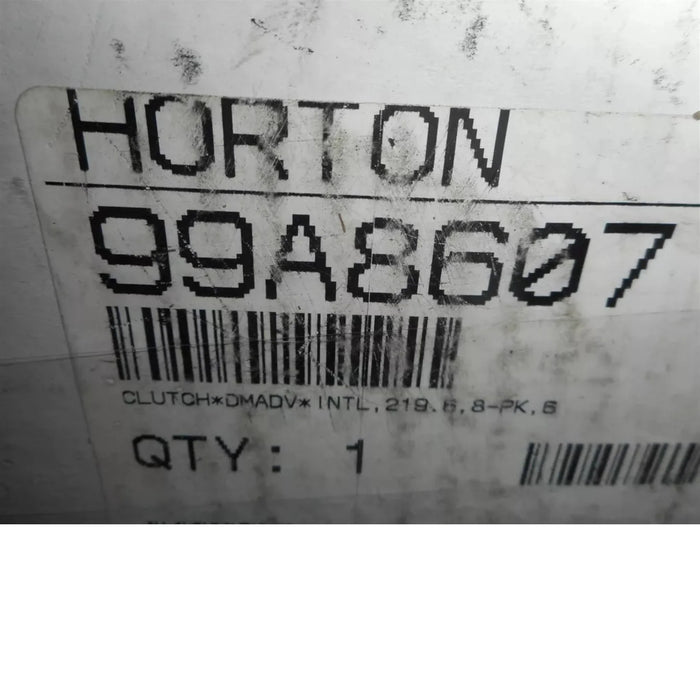 HORTON
99A8607
CLUTCH*DMADV*INTL,219.6,8-PK,6
QTY: 1